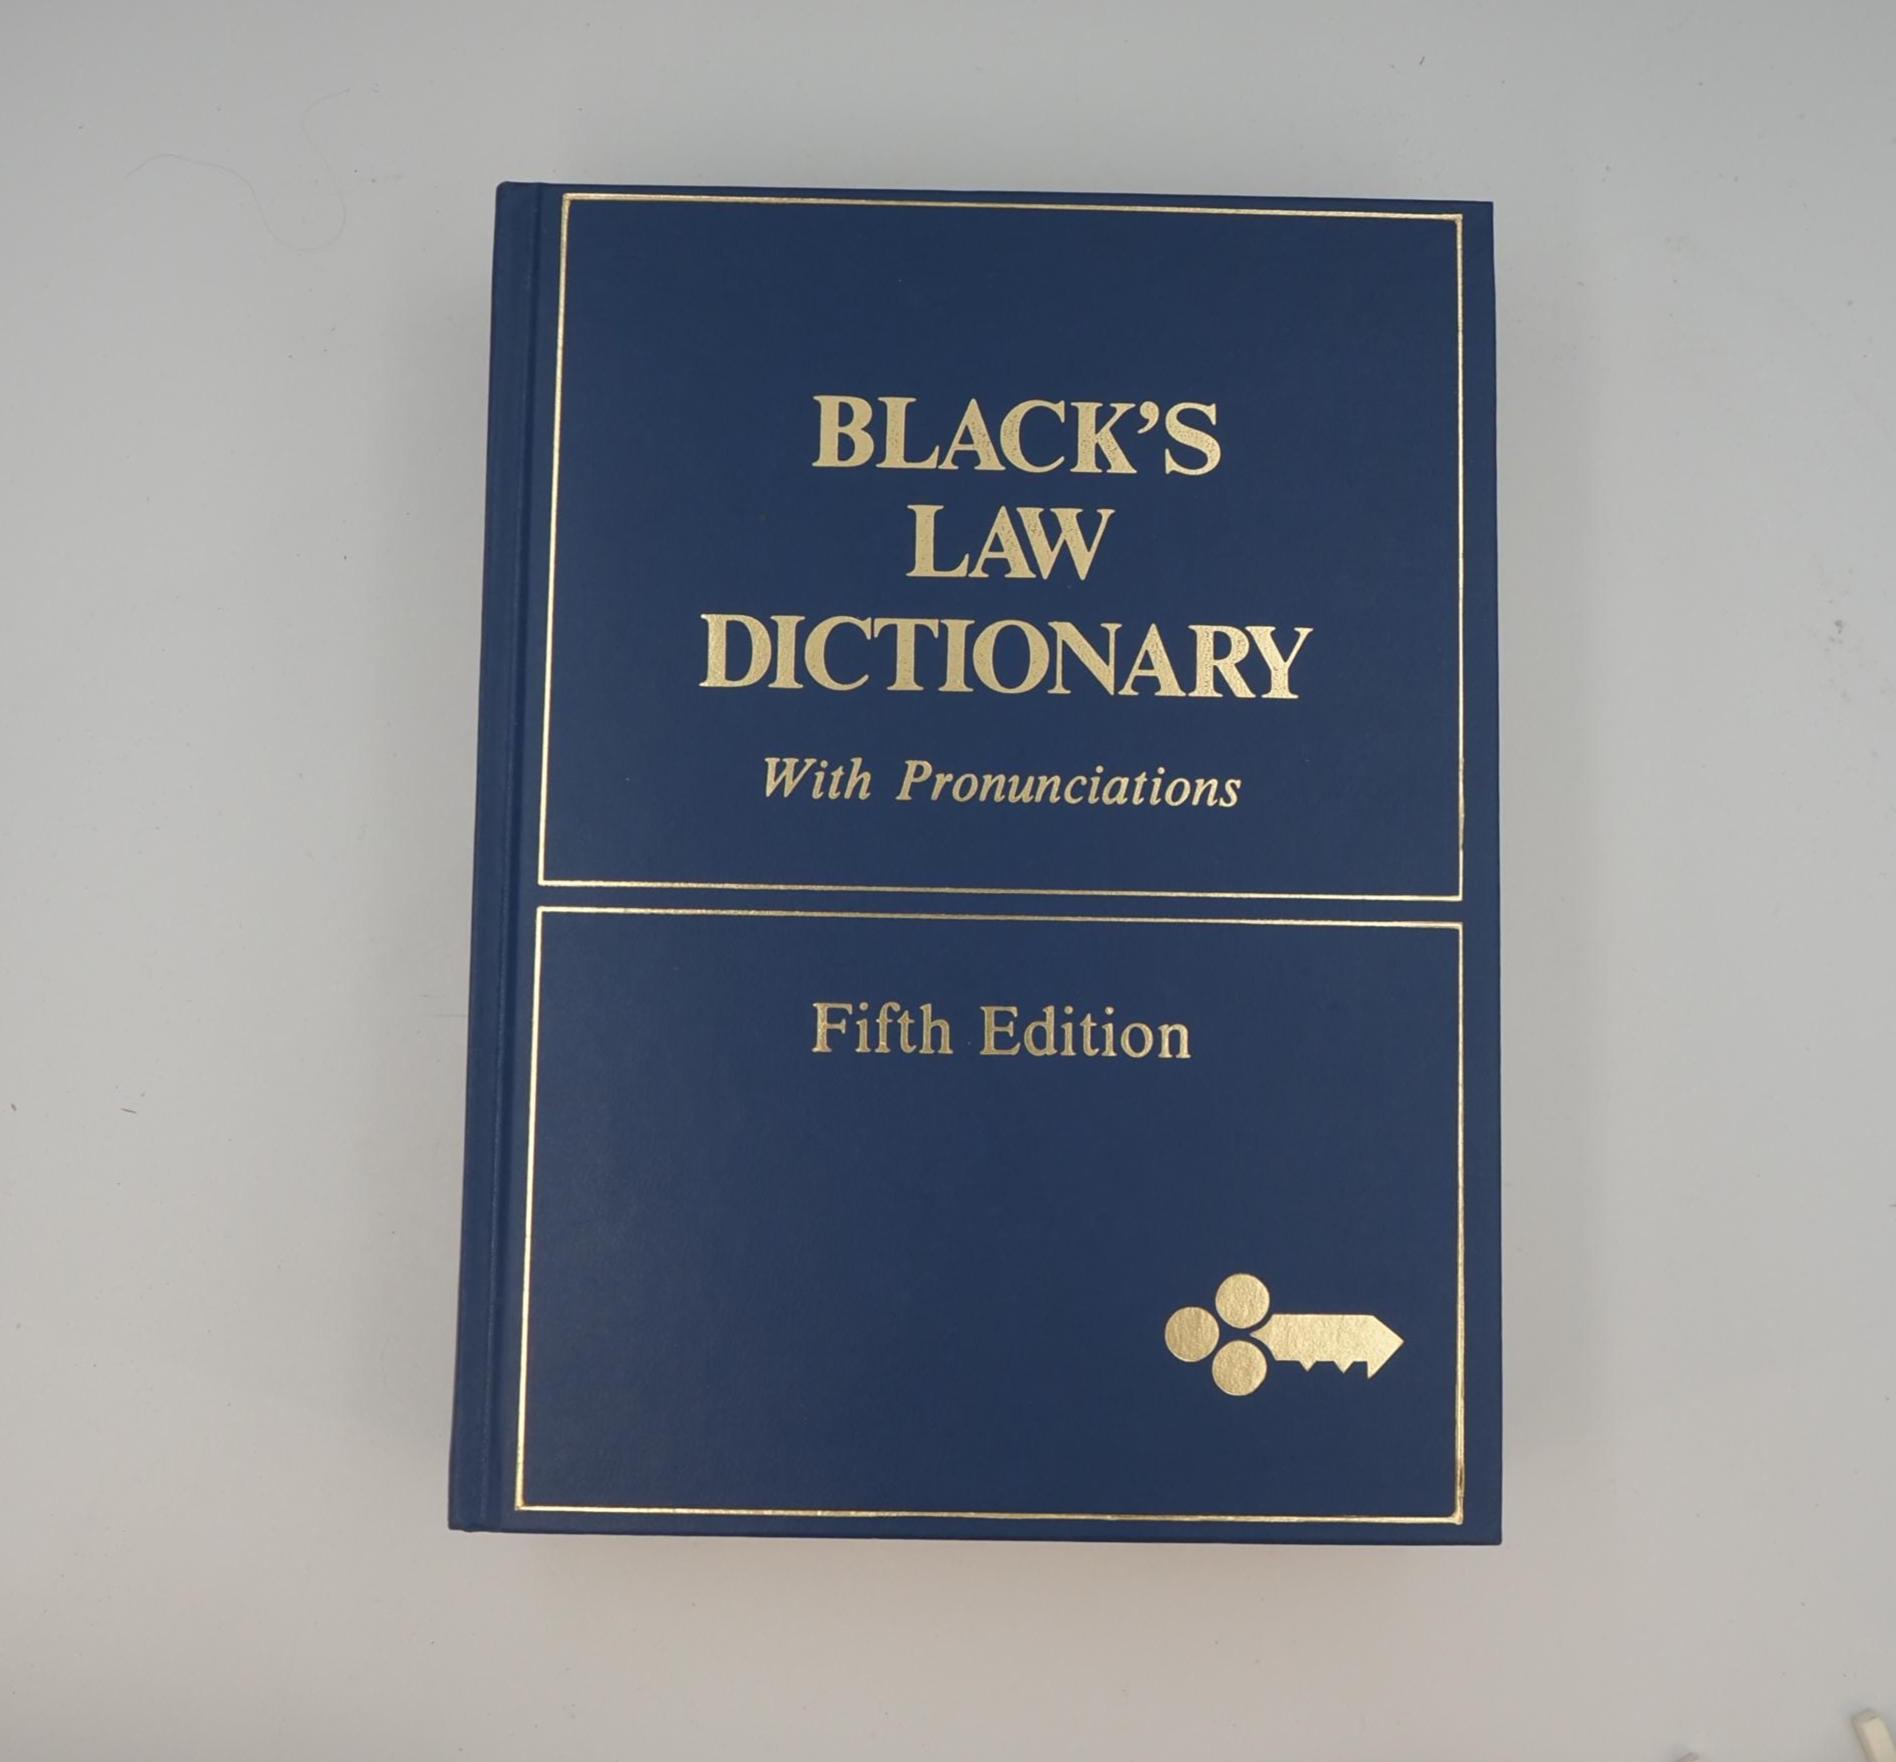 BLACK’S
LAW
DICTIONARY
With Pronunciations
Fifth Edition